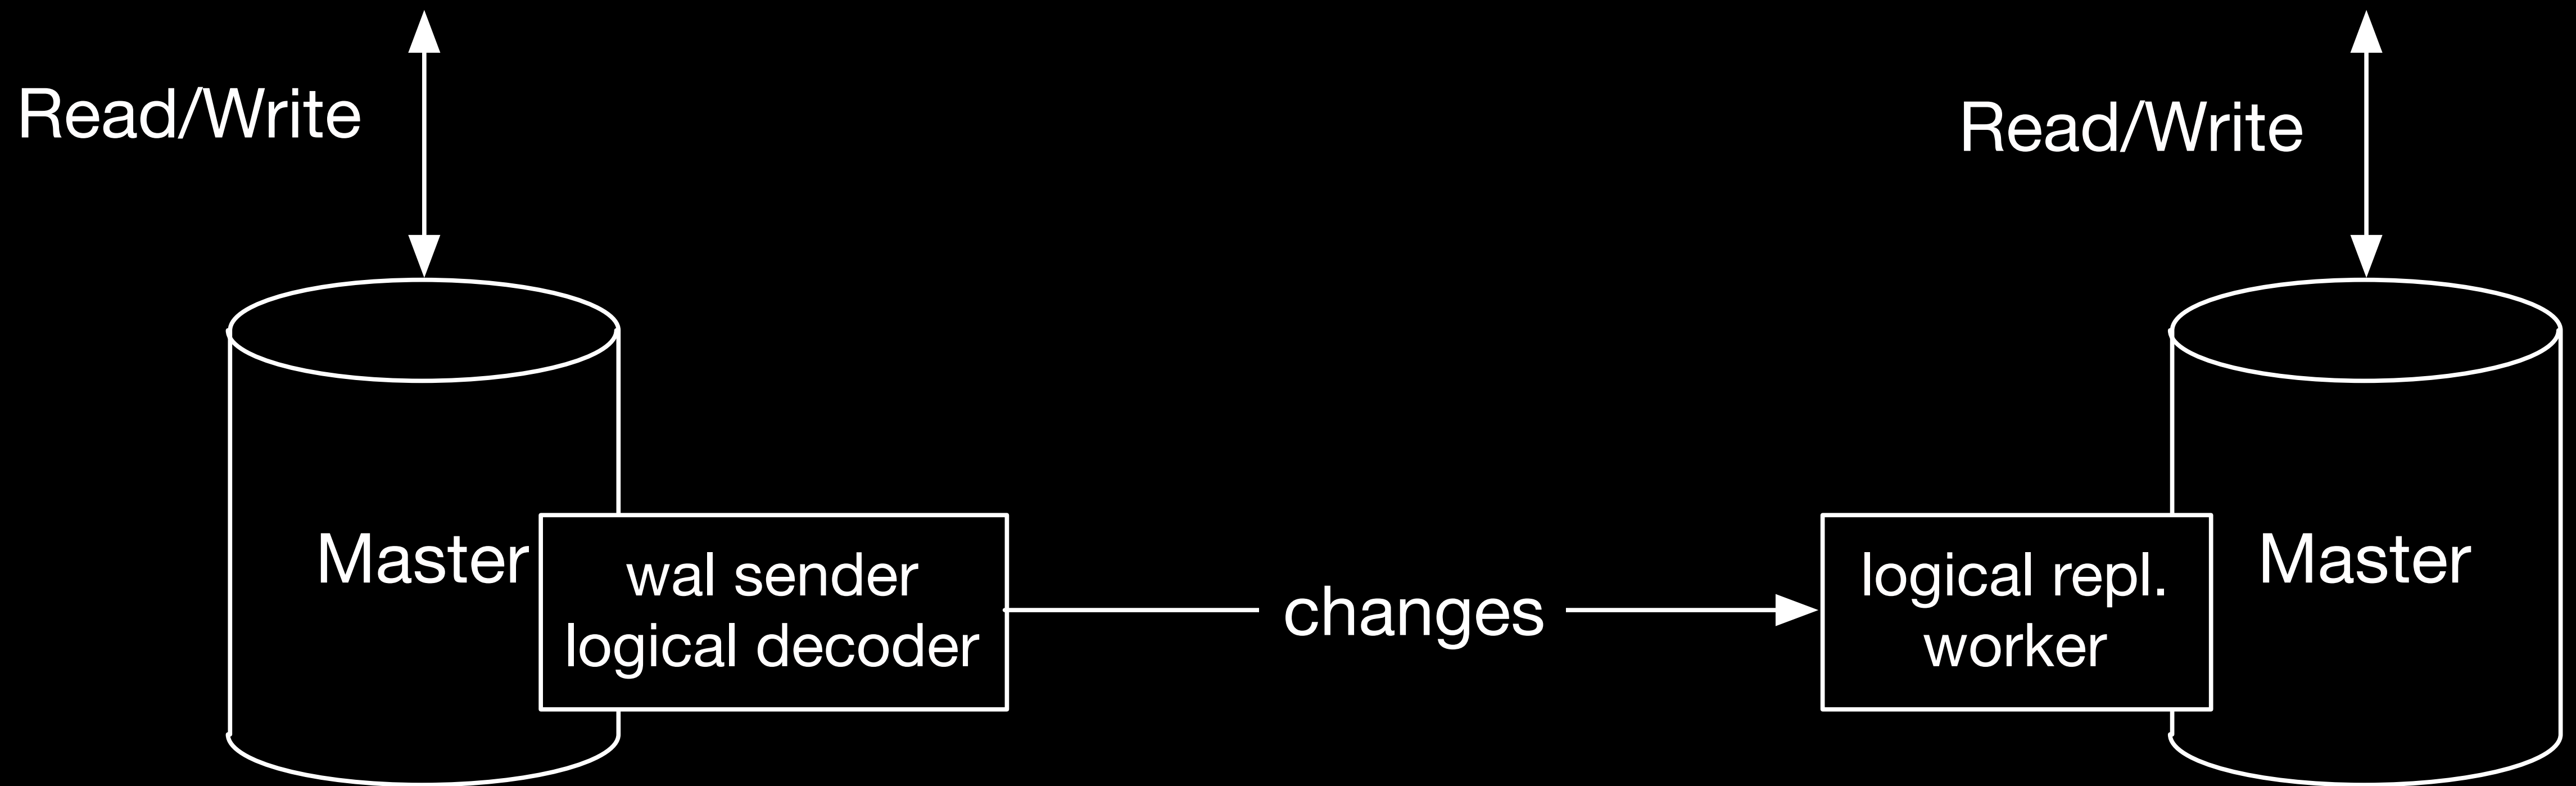 Read/Write
Read/Write
Master
wal sender
logical decoder
changes
logical repl.
worker
Master